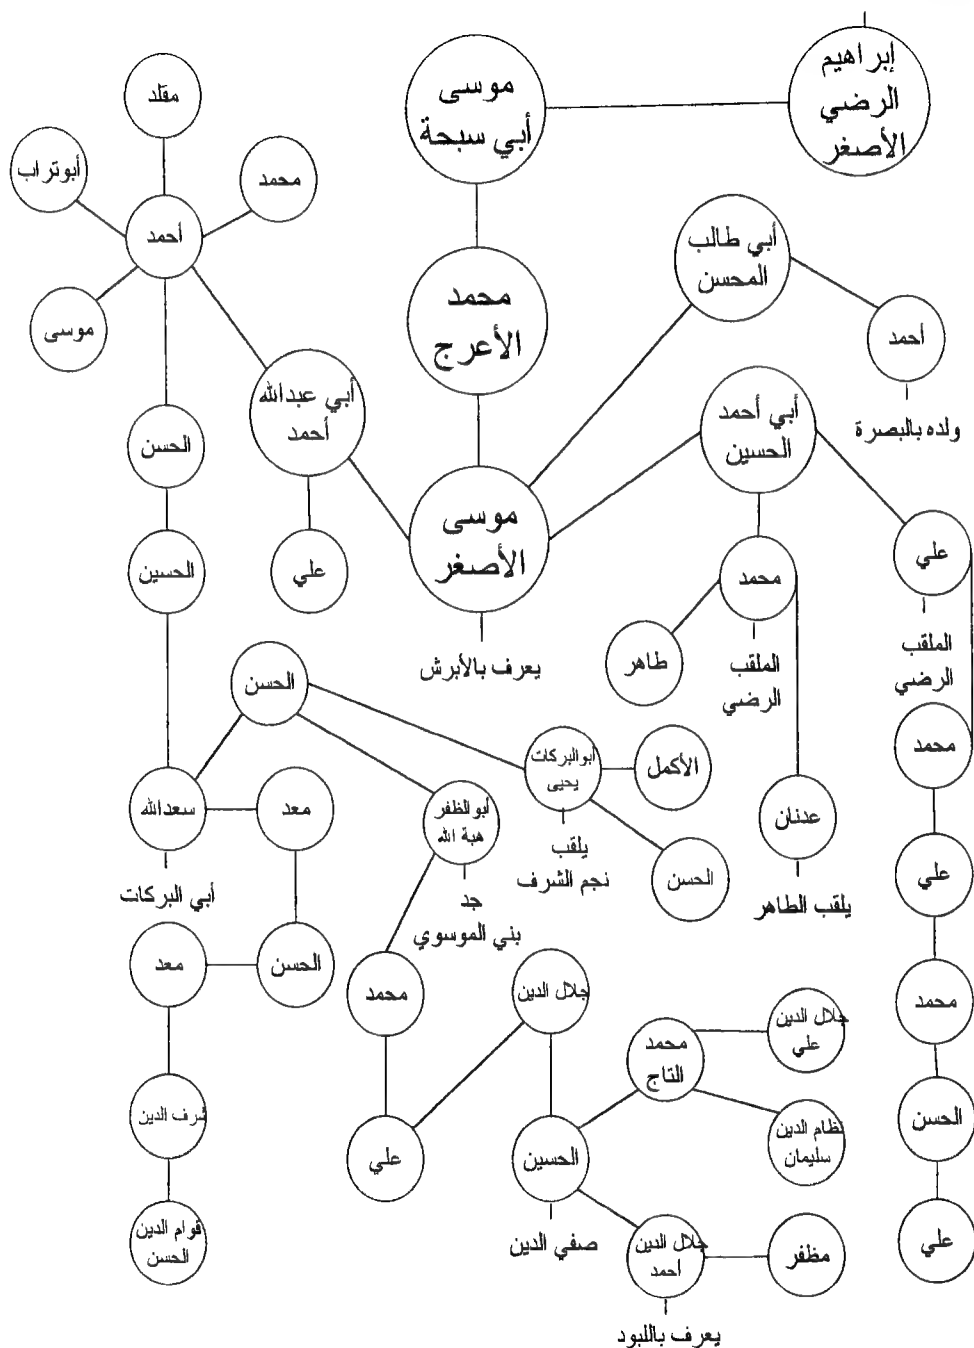 إبراهيم
الرضي
الأصغر
موسى
أبي سبحة
مقلد
أبوتراب
محمد
أحمد
موسى
أبي طالب
المحسن
محمد
الأعرج
أحمد
ولده بالبصرة
أبي عبدالله
أحمد
أبي أحمد
الحسين
الحسن
موسى
الأصغر
يعرف بالأبرش
علي
الملقب
الرضي
محمد
الملقب
الرضي
علي
الحسين
طاهر
الحسن
محمد
الأكمل
أبوالبركات
يحيى
يلقب
نجم الشرف
عدنان
يلقب الطاهر
أبوالظفر
هبة الله
جد
بني الموسوي
معد
سعدالله
أبي البركات
علي
الحسن
الحسن
معد
محمد
جلال الدين
محمد
جلال الدين
علي
محمد
التاج
شرف الدين
الحسن
نظام الدين
سليمان
الحسين
صفي الدين
علي
قوام الدين
الحسن
علي
مظفر
جلال الدين
أحمد
يعرف باللبود